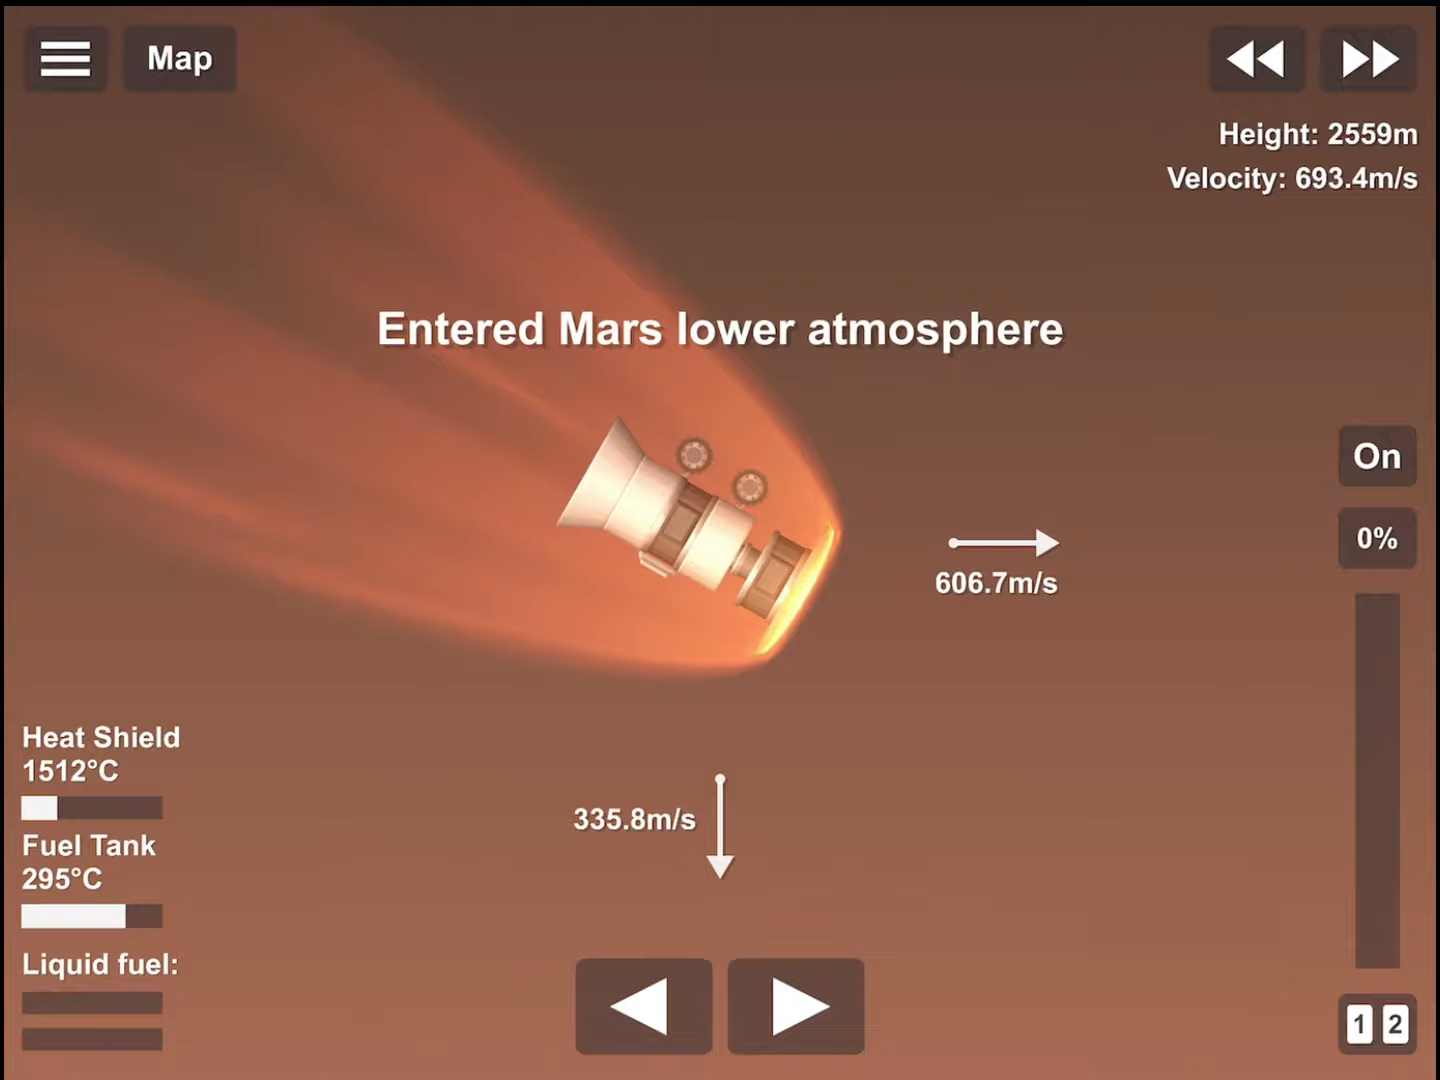 Map
Height: 2559m
Velocity: 693.4m/s
Entered Mars lower atmosphere
On
0%
606.7m/s
Heat Shield
1512°C
335.8m/s
Fuel Tank
295°C
Liquid fuel:
1 2